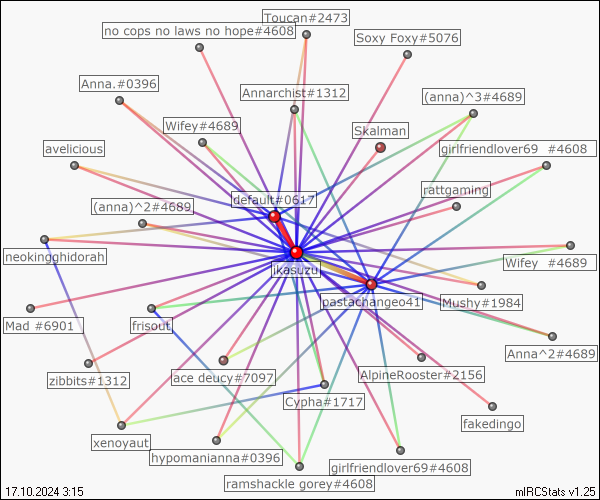 Toucan#2473
no cops no laws no hope#4608
Soxy Foxy#5076
Anna.#0396
Annarchist#1312
(anna)^3#4689
Wifey#4689
Skalman
girlfriendlover69 #4608
avelicious
rattgaming
default#0617
(anna)^2#4689
neokingghidorah
Wifey #4689
ikasuzu
pastachangeo41
Mushy#1984
Mad #6901
frisout
Anna^2#4689
zibbits#1312
ace deucy#7097
AlpineRooster#2156
Cypha#1717
fakedingo
xenoyaut
hypomanianna#0396
girlfriendlover69#4608
ramshackle gorey#4608
17.10.2024 3:15
mIRCStats v1.25